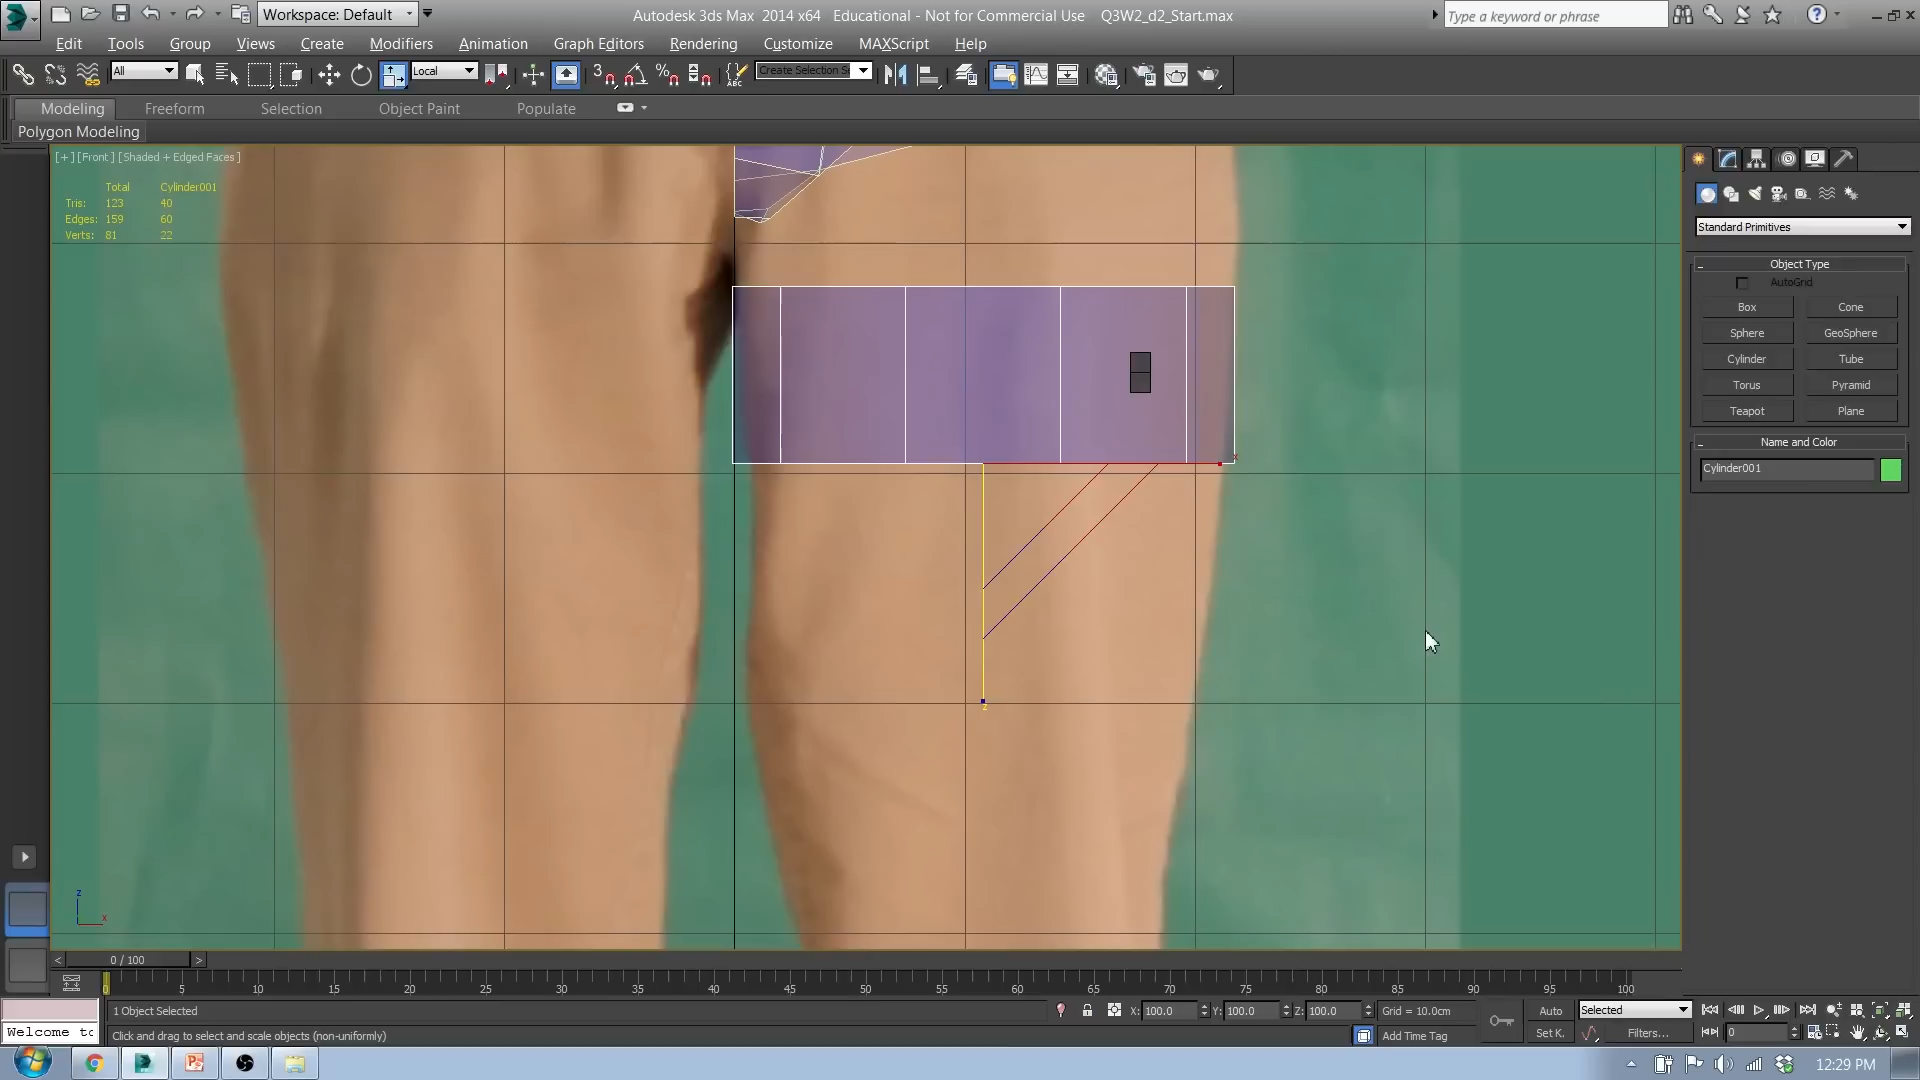 Workspace: Default
Autodesk 3ds Max 2014 x64 Educational - Not for Commercial Use Q3W2_d2_Start.max
Type a keyword or phrase
Edit Tools Group Views Create Modifiers Animation Graph Editors Rendering Customize MAXScript Help
All
Local
3
ABC
Modeling Freeform Selection Object Paint Populate
Polygon Modeling
[+] [Front ] [Shaded + Edged Faces ]
Total Cylinder001
Tris: 123 40
Edges: 159 60
Verts: 81 22
x
z
z
x
Standard Primitives
Object Type
AutoGrid
Box Cone
Sphere GeoSphere
Cylinder Tube
Torus Pyramid
Teapot Plane
Name and Color
Cylinder001
< 0 / 100 >
0 5 10 15 20 25 30 35 40 45 50 55 60 65 70 75 80 85 90 95 100
1 Object Selected
X: 100.0 Y: 100.0 Z: 100.0 Grid = 10.0cm
Auto Selected
Welcome tc
Click and drag to select and scale objects (non-uniformly)
Add Time Tag
Set K. Filters... 0
12:29 PM